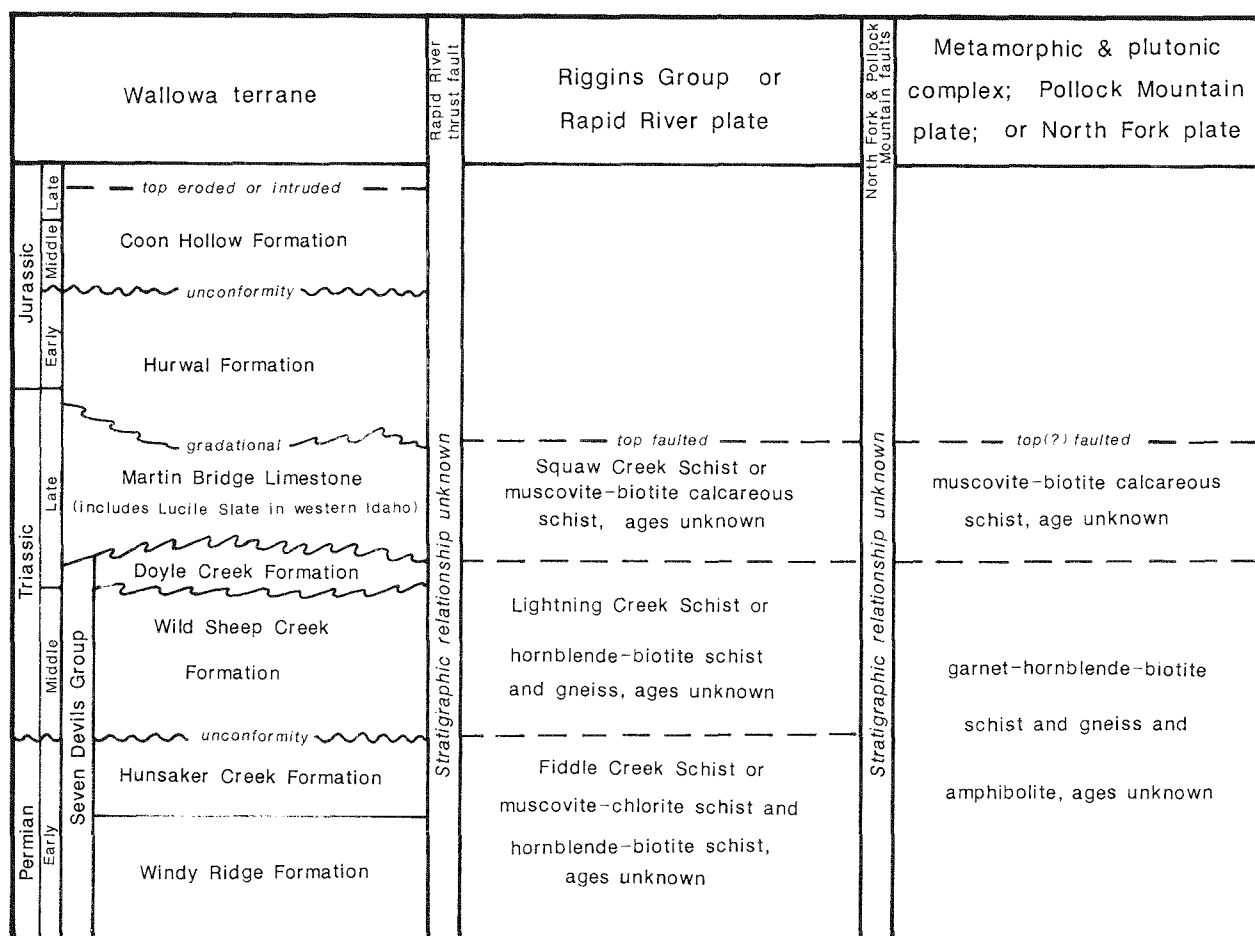 Wallowa terrane
Rapid River
thrust fault
Riggins Group or
Rapid River plate
North Fork & Pollock
Mountain faults
Metamorphic & plutonic
complex; Pollock Mountain
plate; or North Fork plate
Jurassic
Late
Middle
Early
top eroded or intruded
Coon Hollow Formation
unconformity
Hurwal Formation
Triassic
Late
Middle
gradational
Martin Bridge Limestone
(includes Lucile Slate in western Idaho)
Seven Devils Group
Doyle Creek Formation
Wild Sheep Creek
Formation
unconformity
Permian
Early
Hunsaker Creek Formation
Windy Ridge Formation
Stratigraphic relationship unknown
top faulted
Squaw Creek Schist or
muscovite-biotite calcareous
schist, ages unknown
Lightning Creek Schist or
hornblende-biotite schist
and gneiss, ages unknown
Fiddle Creek Schist or
muscovite-chlorite schist and
hornblende-biotite schist,
ages unknown
Stratigraphic relationship unknown
top(?) faulted
muscovite-biotite calcareous
schist, age unknown
garnet-hornblende-biotite
schist and gneiss and
amphibolite, ages unknown